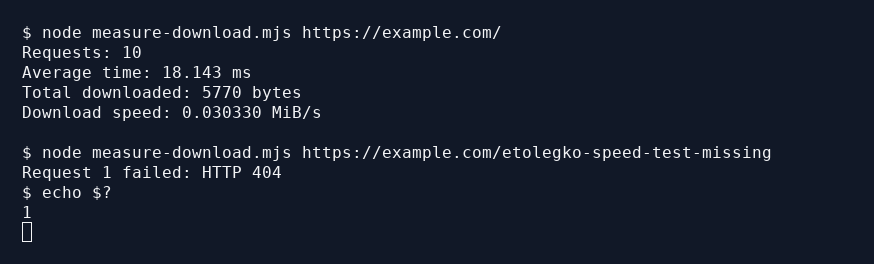 $ node measure-download.mjs https://example.com/
Requests: 10
Average time: 18.143 ms
Total downloaded: 5770 bytes
Download speed: 0.030330 MiB/s
$ node measure-download.mjs https://example.com/etolegko-speed-test-missing
Request 1 failed: HTTP 404
$ echo $?
1